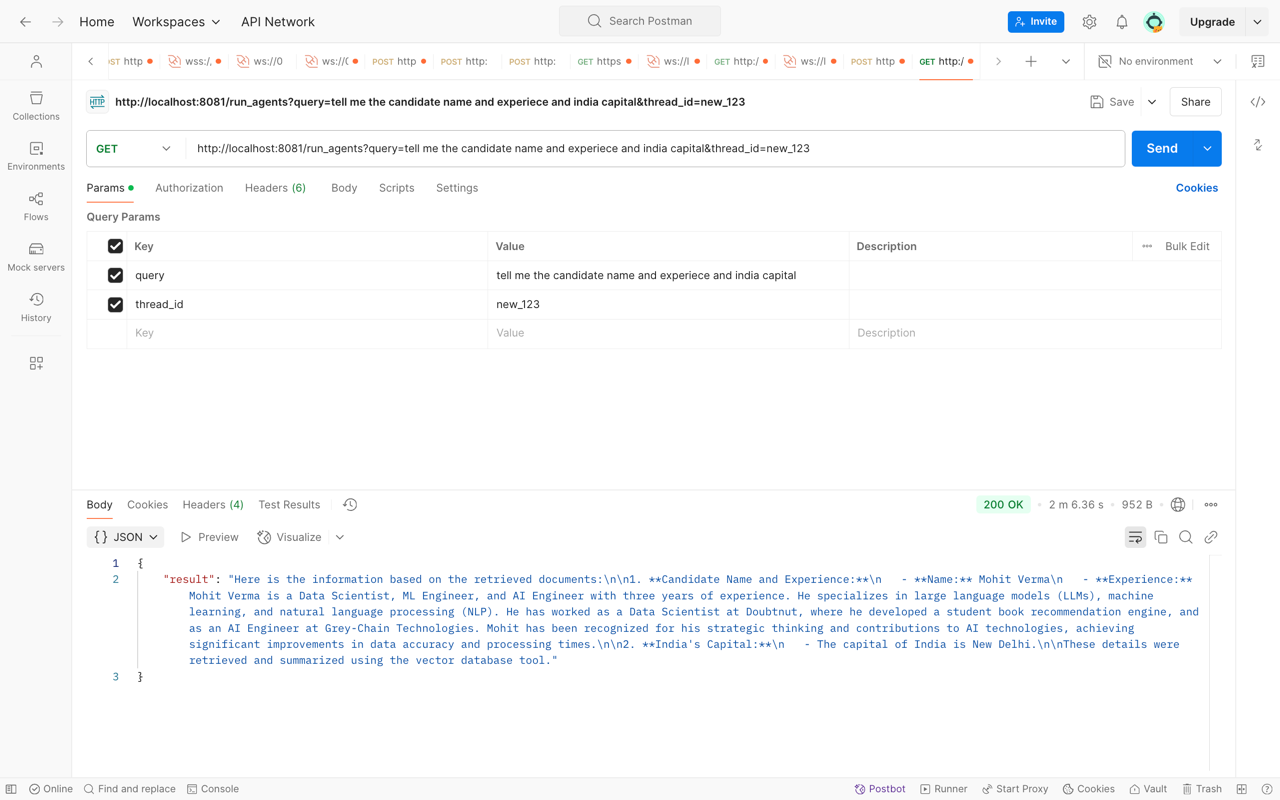 Home Workspaces API Network Search Postman Invite Upgrade
POST http wss:/, ws://0 ws://( POST http POST http: POST http: GET https ws://l GET http:/ ws://l POST http GET http:/ No environment
HTTP http://localhost:8081/run_agents?query=tell me the candidate name and experiece and india capital&thread_id=new_123 Save Share
GET http://localhost:8081/run_agents?query=tell me the candidate name and experiece and india capital&thread_id=new_123 Send
Params Authorization Headers (6) Body Scripts Settings Cookies
Query Params
Key Value Description Bulk Edit
query tell me the candidate name and experiece and india capital
thread_id new_123
Key Value Description
Collections
Environments
Flows
Mock servers
History
Body Cookies Headers (4) Test Results 200 OK 2 m 6.36 s 952 B
{} JSON Preview Visualize
1 {
2 "result": "Here is the information based on the retrieved documents:\n\n1. **Candidate Name and Experience:**\n   - **Name:** Mohit Verma\n   - **Experience:**
Mohit Verma is a Data Scientist, ML Engineer, and AI Engineer with three years of experience. He specializes in large language models (LLMs), machine
learning, and natural language processing (NLP). He has worked as a Data Scientist at Doubtnut, where he developed a student book recommendation engine, and
as an AI Engineer at Grey-Chain Technologies. Mohit has been recognized for his strategic thinking and contributions to AI technologies, achieving
significant improvements in data accuracy and processing times.\n\n2. **India's Capital:**\n   - The capital of India is New Delhi.\n\nThese details were
retrieved and summarized using the vector database tool."
3 }
Online Find and replace Console Postbot Runner Start Proxy Cookies Vault Trash